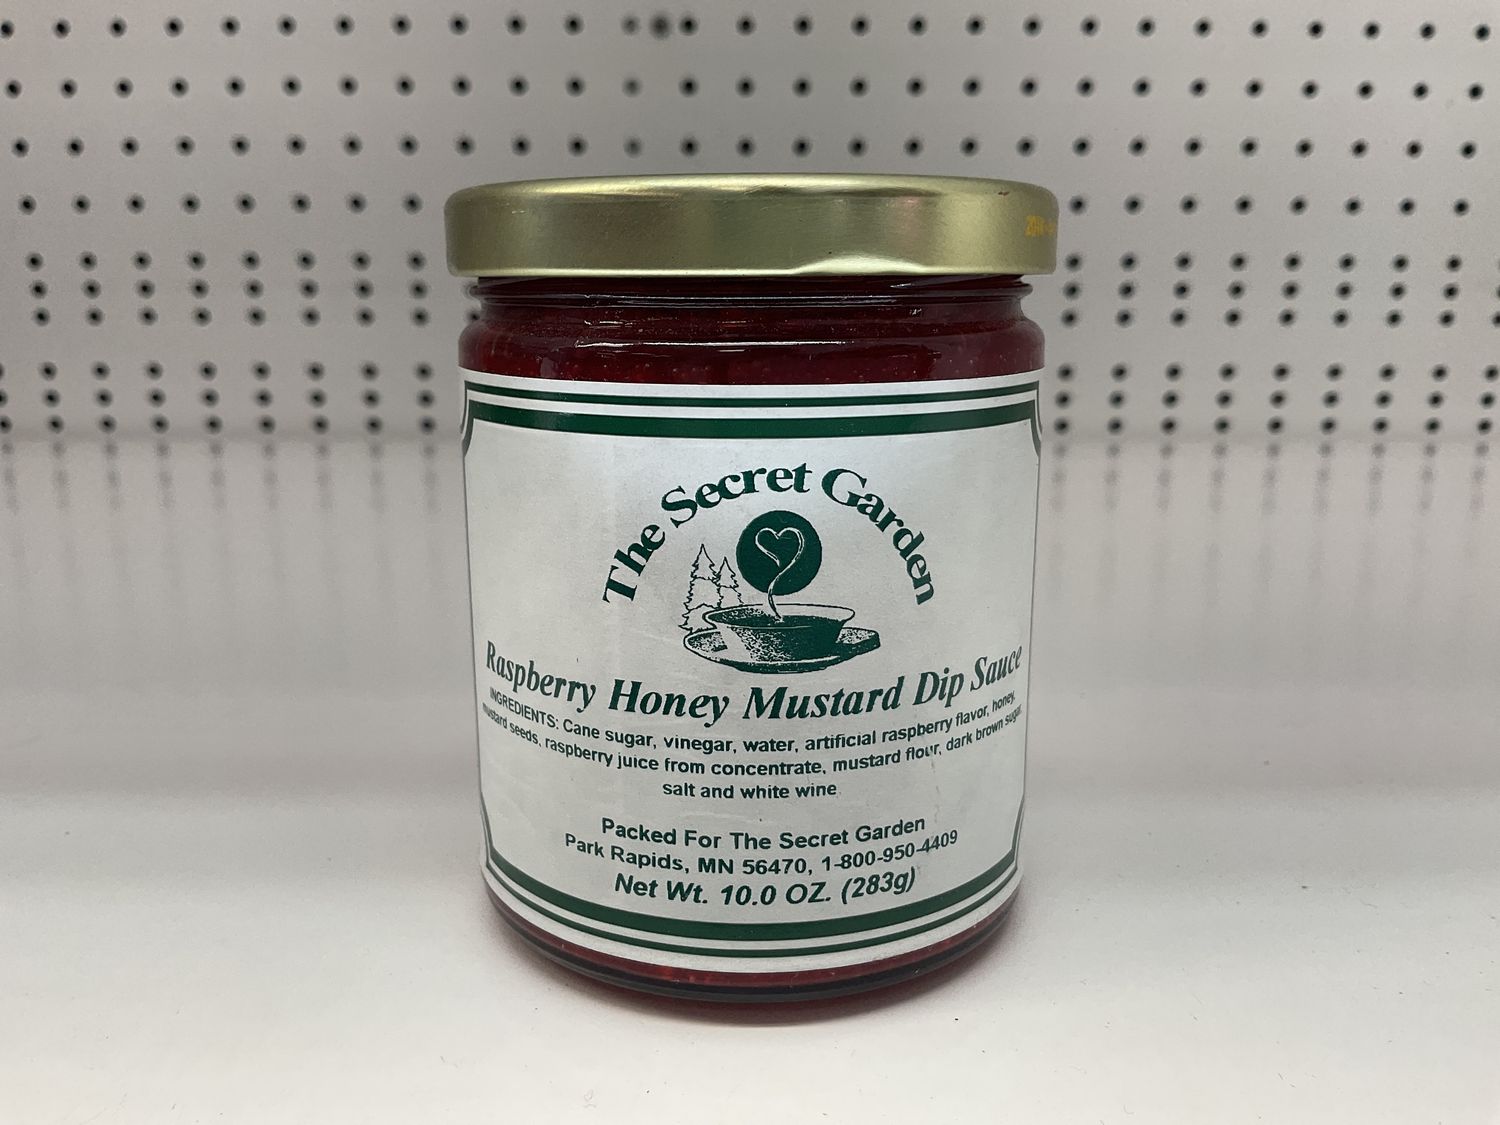 The Secret Garden
Raspberry Honey Mustard Dip Sauce
INGREDIENTS: Cane sugar, vinegar, water, artificial raspberry flavor, honey,
mustard seeds, raspberry juice from concentrate, mustard flour, dark brown sugar,
salt and white wine
Packed For The Secret Garden
Park Rapids, MN 56470, 1-800-950-4409
Net Wt. 10.0 OZ. (283g)